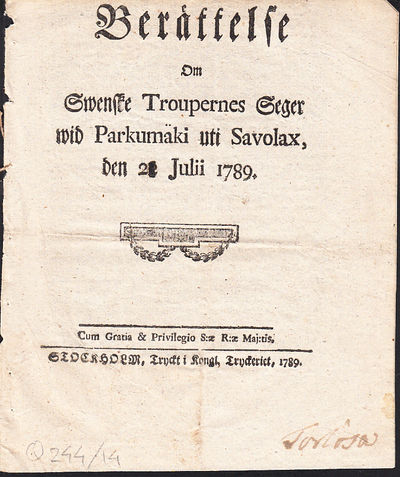 Berättelse
Om
Swenske Troupernes Seger
wid Parkumäki uti Savolax,
den 21 Julii 1789.
Cum Gratia & Privilegio S:æ R:æ Maj:tis.
STOCKHOLM, Tryckt i Kongl. Tryckeriet, 1789.
Q 244/14